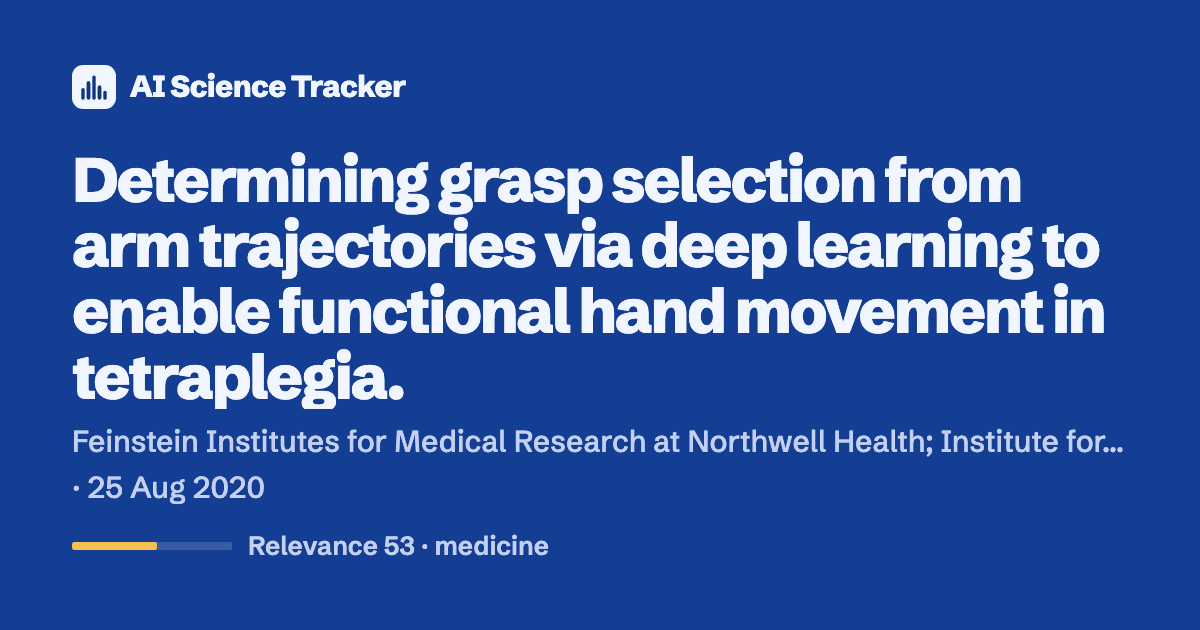 AI Science Tracker
Determining grasp selection from
arm trajectories via deep learning to
enable functional hand movement in
tetraplegia.
Feinstein Institutes for Medical Research at Northwell Health; Institute for...
· 25 Aug 2020
Relevance 53 · medicine